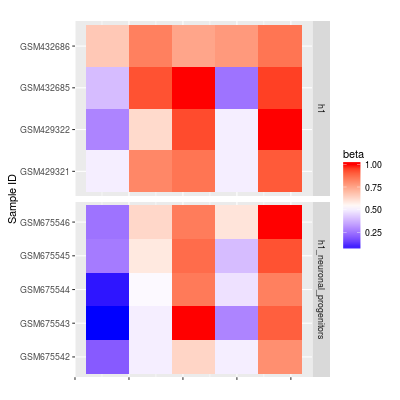 GSM432686
GSM432685
GSM429322
GSM429321
h1
GSM675546
GSM675545
GSM675544
GSM675543
GSM675542
h1_neuronal_progenitors
Sample ID
beta
1.00
0.75
0.50
0.25